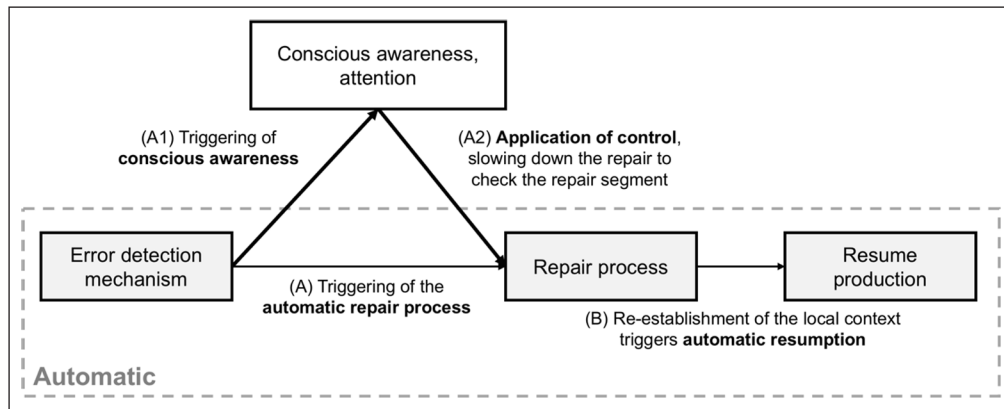 Conscious awareness,
attention
(A1) Triggering of
conscious awareness
(A2) Application of control,
slowing down the repair to
check the repair segment
Error detection
mechanism
Repair process
Resume
production
(A) Triggering of the
automatic repair process
(B) Re-establishment of the local context
triggers automatic resumption
Automatic